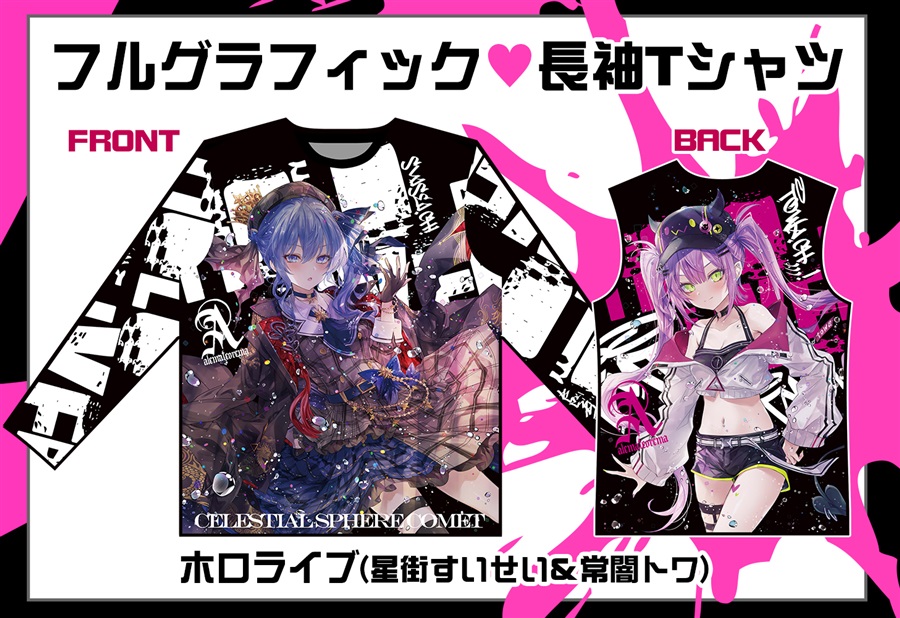 フルグラフィック♥長袖Tシャツ
FRONT
BACK
alcmaleorcma
CELESTIAL SPHERE COMET
ホロライブ(星街すいせい&常闇トワ)